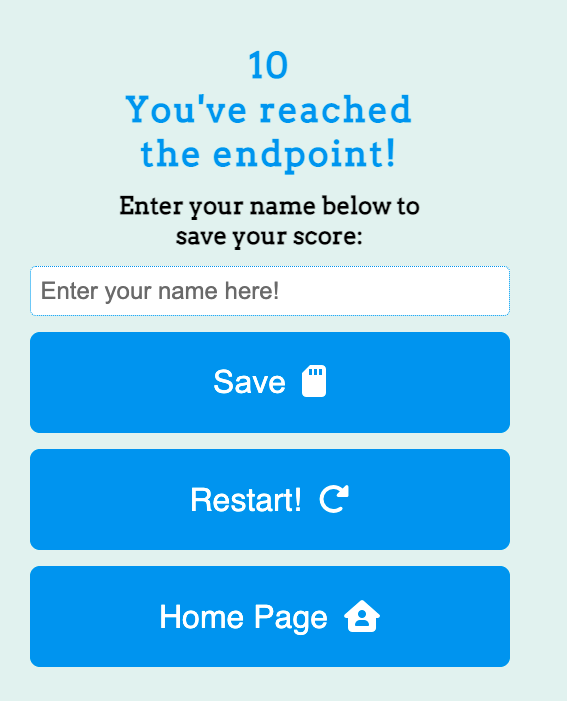 10
You've reached
the endpoint!
Enter your name below to
save your score:
Enter your name here!
Save
Restart!
Home Page